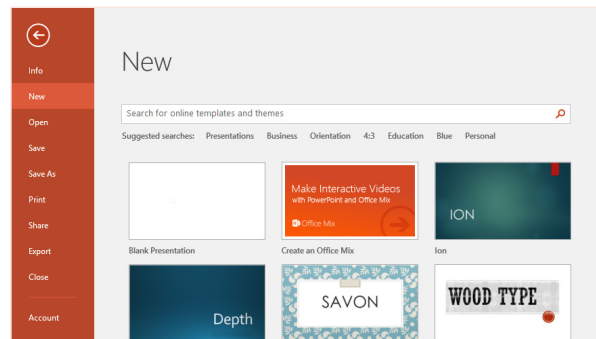 Info
New
Open
Save
Save As
Print
Share
Export
Close
Account
New
Search for online templates and themes
Suggested searches: Presentations Business Orientation 4:3 Education Blue Personal
Make Interactive Videos
with PowerPoint and Office Mix
Office Mix
ION
Blank Presentation Create an Office Mix Ion
Depth
SAVON
WOOD TYPE